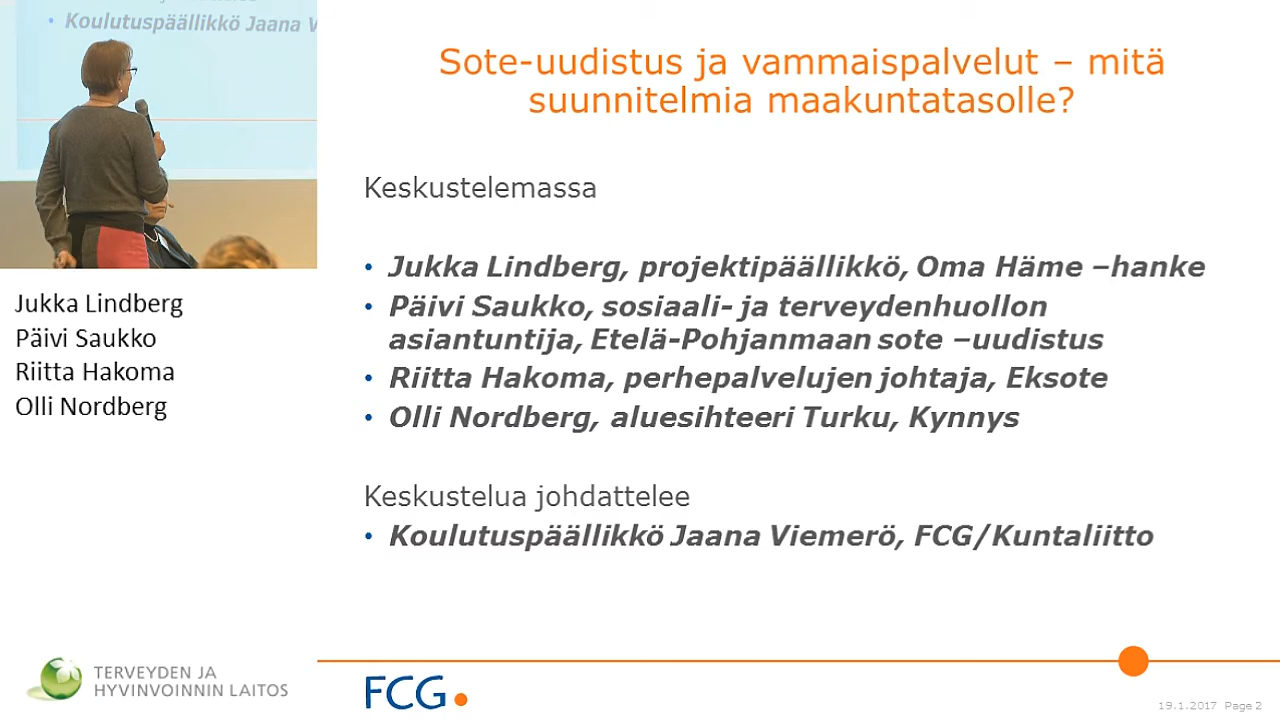 Koulutuspäällikkö Jaana V
Jukka Lindberg
Päivi Saukko
Riitta Hakoma
Olli Nordberg
TERVEYDEN JA
HYVINVOINNIN LAITOS
Sote-uudistus ja vammaispalvelut – mitä
suunnitelmia maakuntatasolle?
Keskustelemassa
• Jukka Lindberg, projektipäällikkö, Oma Häme –hanke
• Päivi Saukko, sosiaali- ja terveydenhuollon
asiantuntija, Etelä-Pohjanmaan sote –uudistus
• Riitta Hakoma, perhepalvelujen johtaja, Eksote
• Olli Nordberg, aluesihteeri Turku, Kynnys
Keskustelua johdattelee
• Koulutuspäällikkö Jaana Viemerö, FCG/Kuntaliitto
FCG
19.1.2017 Page 2